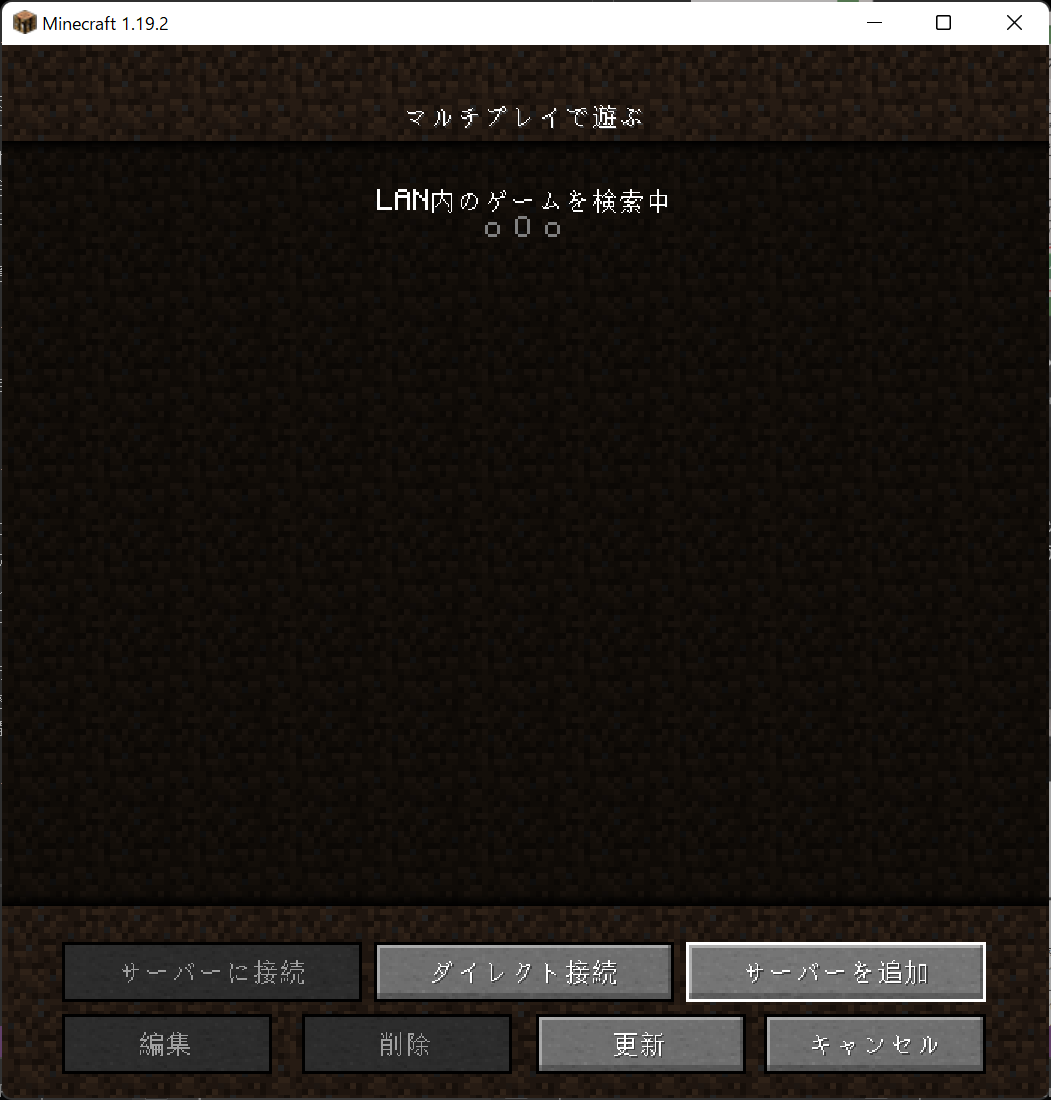 Minecraft 1.19.2
マルチプレイで遊ぶ
LAN内のゲームを検索中
o O o
サーバーに接続 ダイレクト接続 サーバーを追加
編集 削除 更新 キャンセル